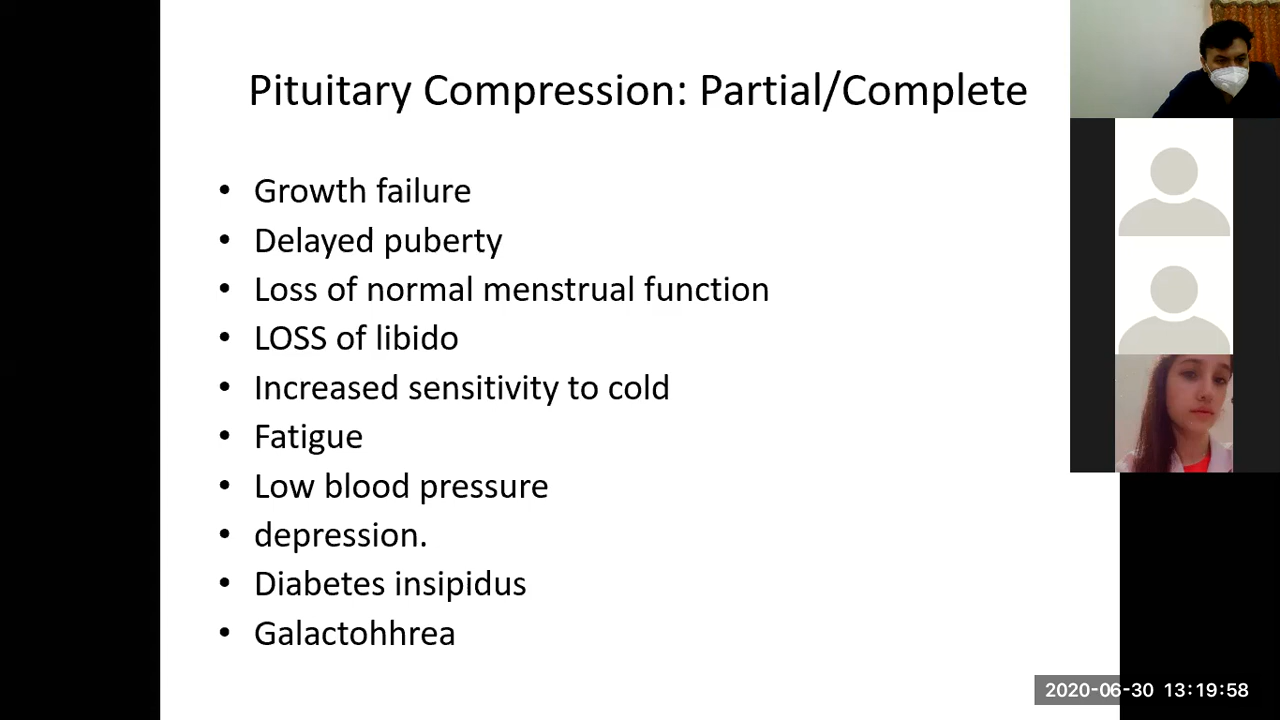 Pituitary Compression: Partial/Complete
• Growth failure
• Delayed puberty
• Loss of normal menstrual function
• LOSS of libido
• Increased sensitivity to cold
• Fatigue
• Low blood pressure
• depression.
• Diabetes insipidus
• Galactohhrea
2020-06-30 13:19:58